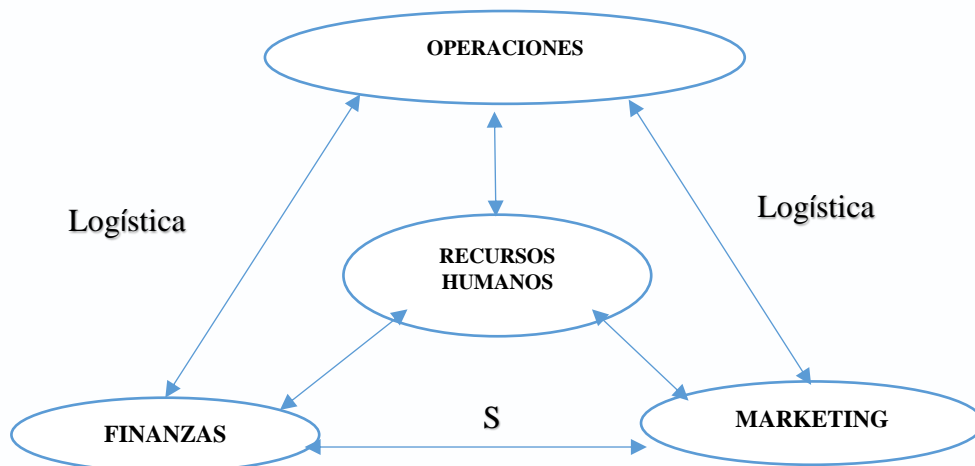 OPERACIONES
Logística
Logística
RECURSOS
HUMANOS
FINANZAS
S
MARKETING